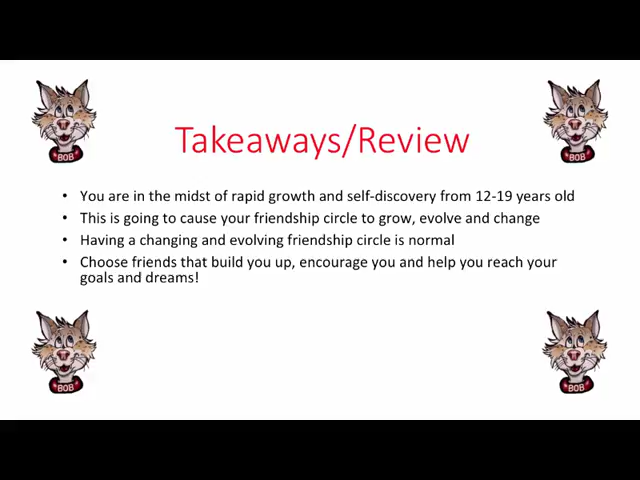 BOB
BOB
Takeaways/Review
• You are in the midst of rapid growth and self-discovery from 12-19 years old
• This is going to cause your friendship circle to grow, evolve and change
• Having a changing and evolving friendship circle is normal
• Choose friends that build you up, encourage you and help you reach your
goals and dreams!
BOB
BOB